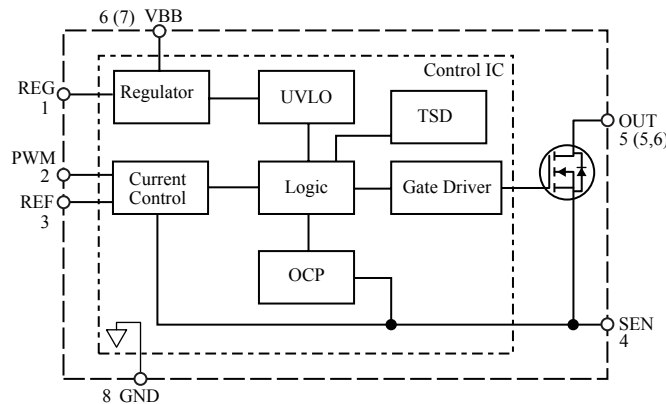 6 (7) VBB
Control IC
REG
1
Regulator
UVLO
TSD
OUT
5 (5,6)
PWM
2
REF
3
Current
Control
Logic
Gate Driver
OCP
SEN
4
8 GND